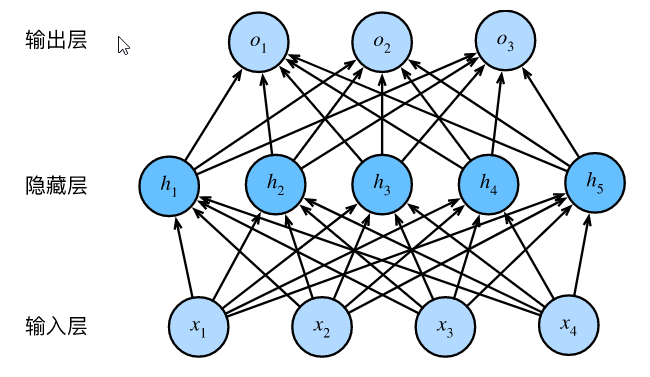 输出层 o1 o2 o3
隐藏层 h1 h2 h3 h4 h5
输入层 x1 x2 x3 x4